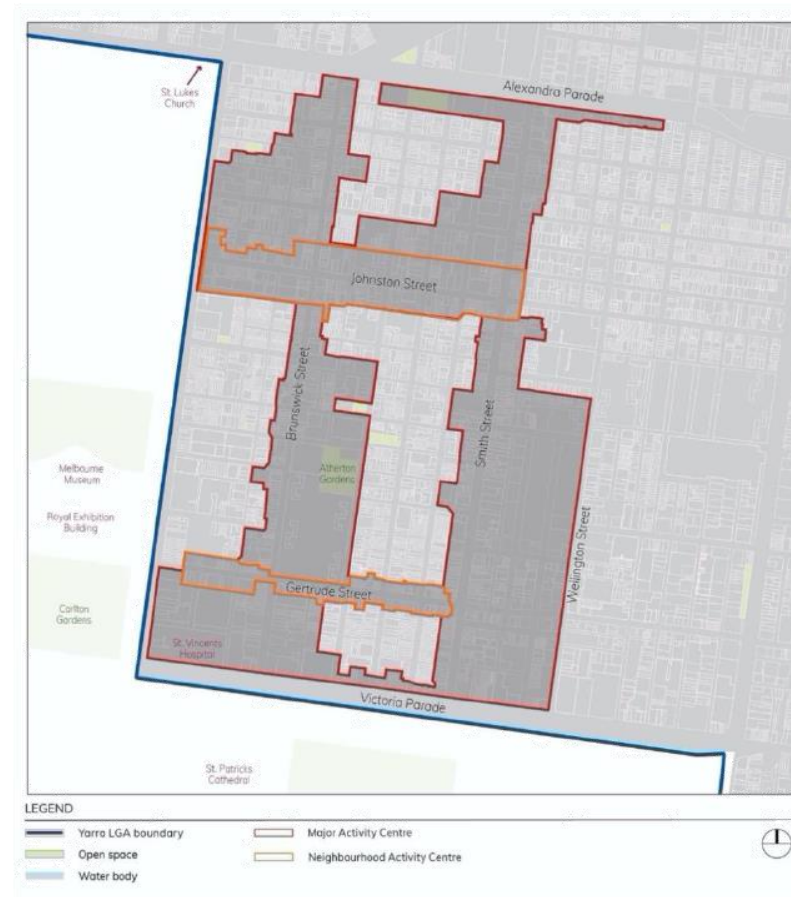 Alexandra Parade
St. Lukes
Church
Johnston Street
Brunswick Street
Smith Street
Atherton
Gardens
Melbourne
Museum
Royal Exhibition
Building
Wellington Street
Gertrude Street
Carlton
Gardens
St. Vincents
Hospital
Victoria Parade
St. Patricks
Cathedral
LEGEND
Yarra LGA boundary
Major Activity Centre
Open space
Neighbourhood Activity Centre
Water body